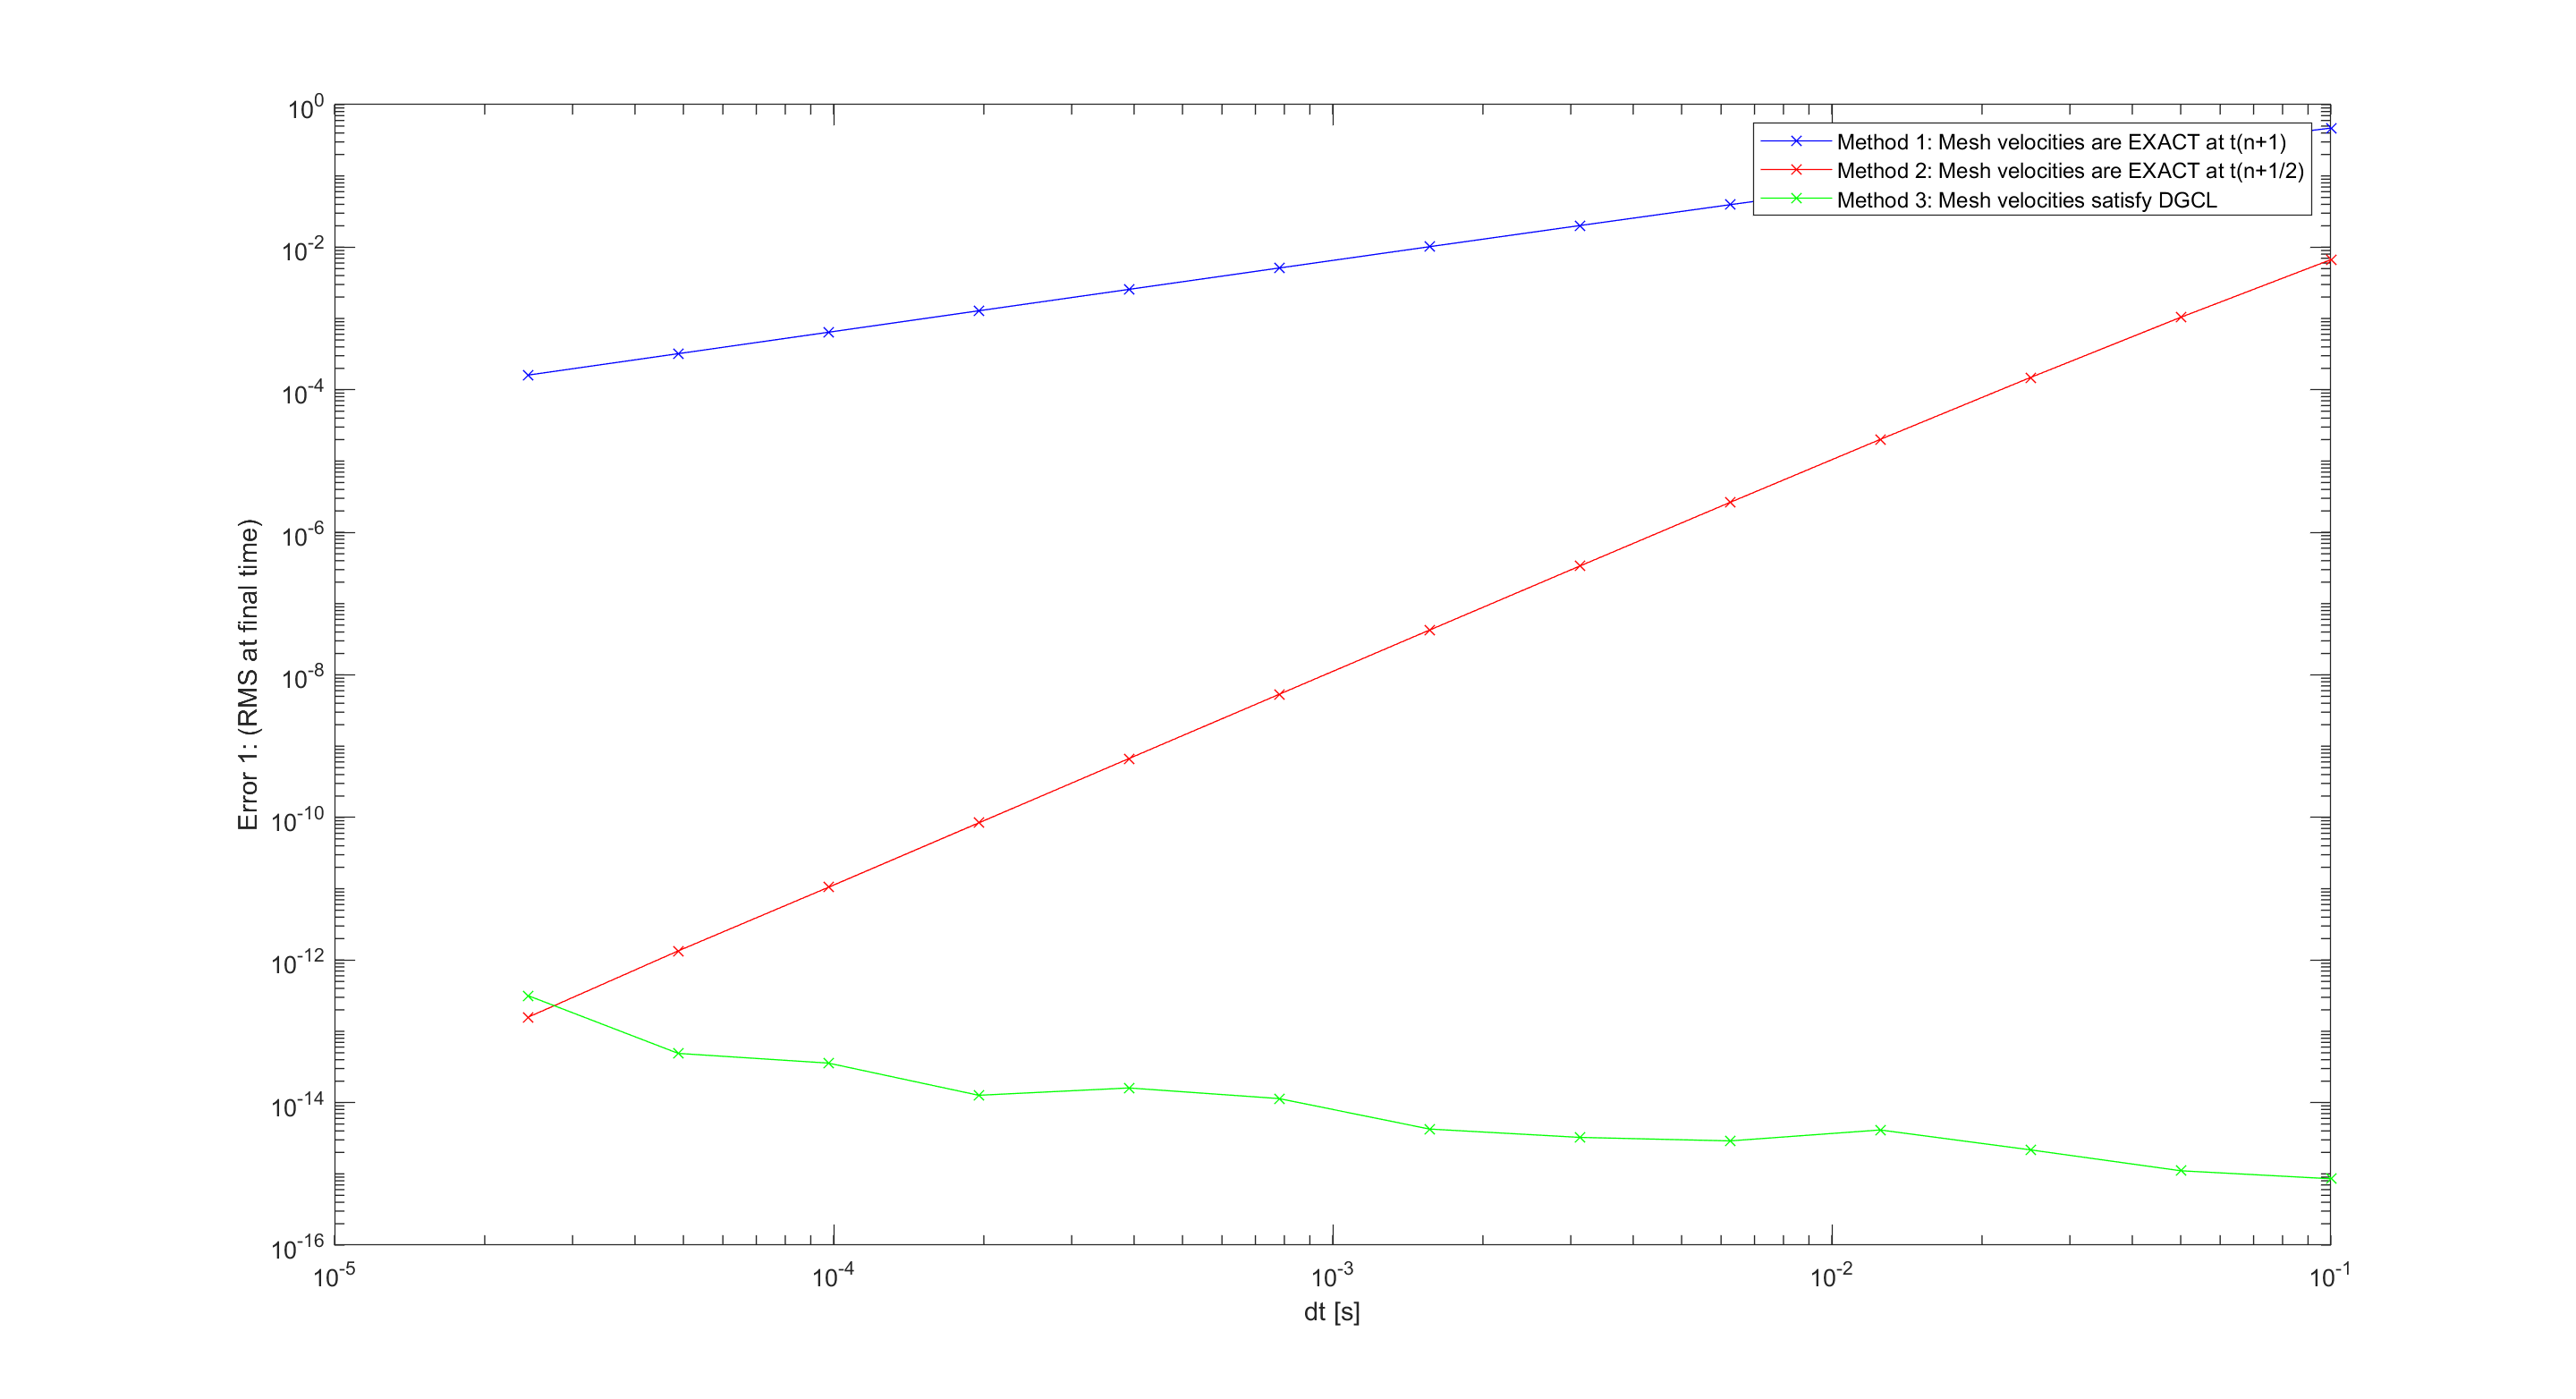 10^0
10^-2
10^-4
10^-6
10^-8
10^-10
10^-12
10^-14
10^-16
Error 1: (RMS at final time)
Method 1: Mesh velocities are EXACT at t(n+1)
Method 2: Mesh velocities are EXACT at t(n+1/2)
Method 3: Mesh velocities satisfy DGCL
10^-5 10^-4 10^-3 10^-2 10^-1
dt [s]